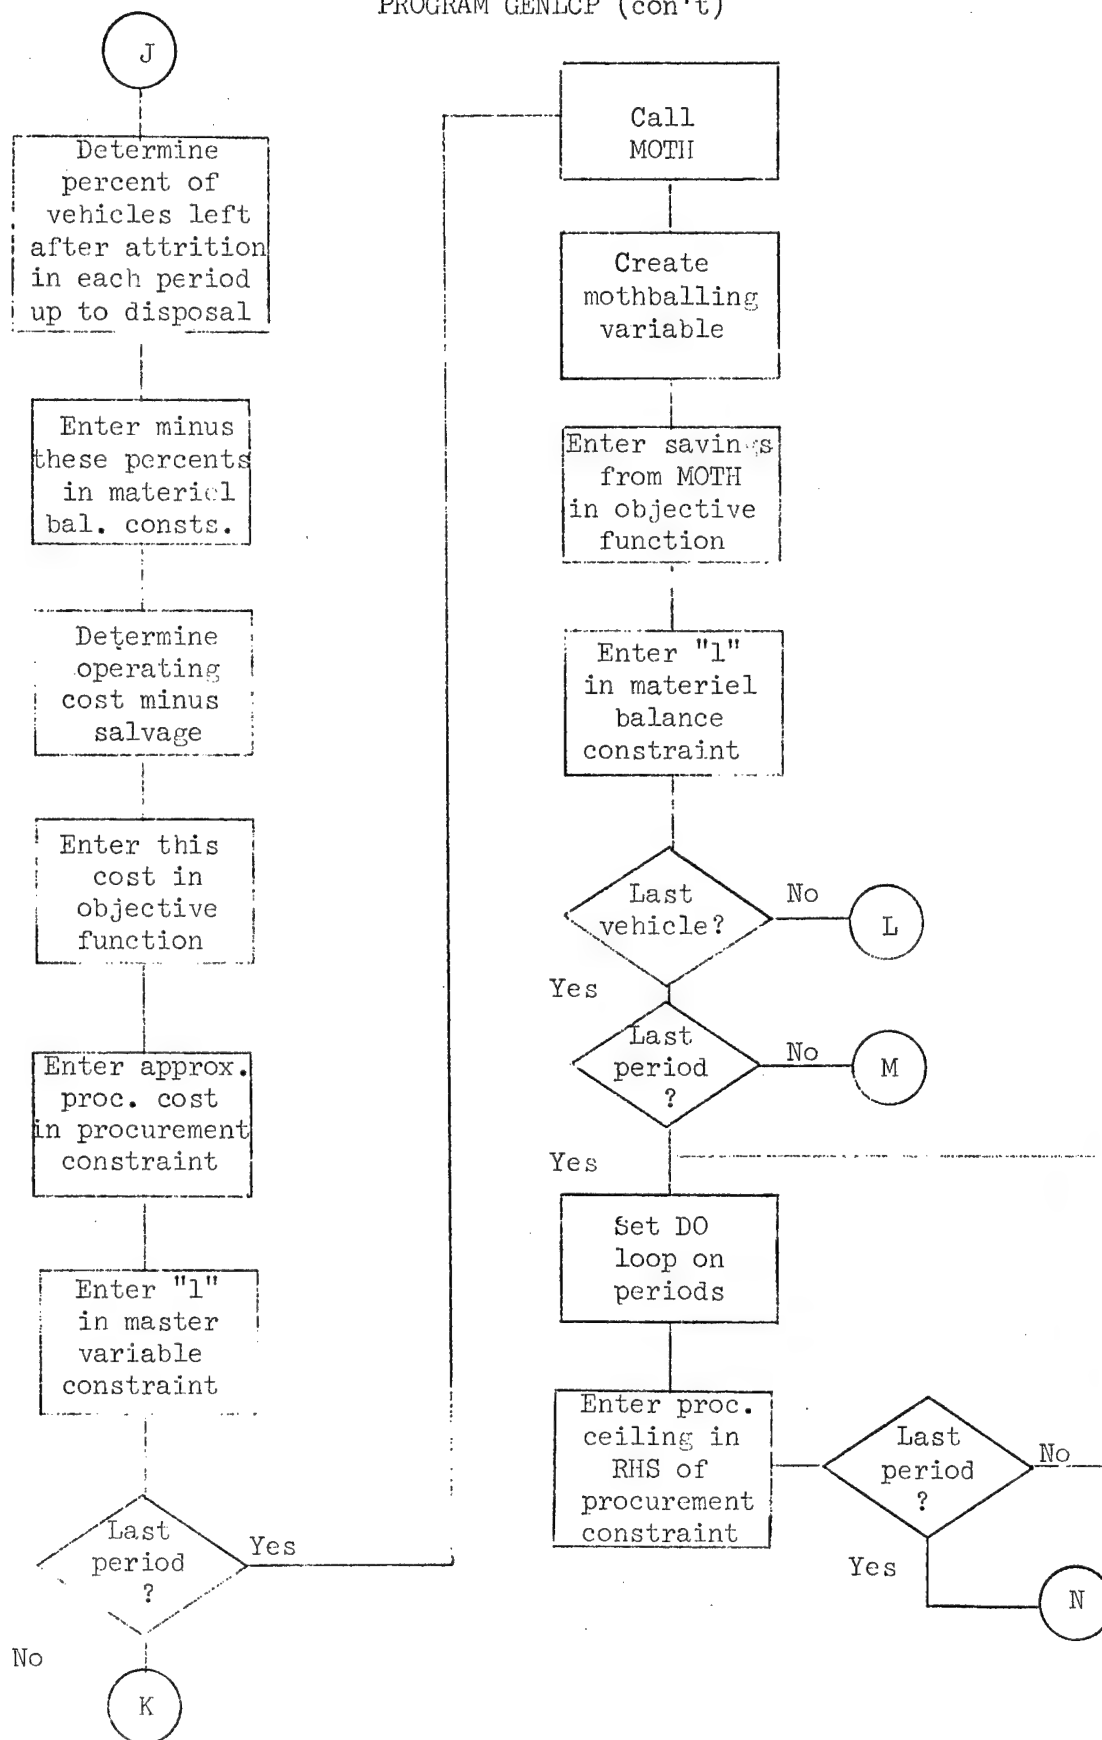 PROGRAM GENLCP (con't)
J
Determine
percent of
vehicles left
after attrition
in each period
up to disposal
Enter minus
these percents
in materiel
bal. consts.
Determine
operating
cost minus
salvage
Enter this
cost in
objective
function
Enter approx.
proc. cost
in procurement
constraint
Enter "1"
in master
variable
constraint
Last
period
?
Yes
No
K
Call
MOTH
Create
mothballing
variable
Enter savings
from MOTH
in objective
function
Enter "1"
in materiel
balance
constraint
Last
vehicle?
No
L
Yes
Last
period
?
No
M
Yes
Set DO
loop on
periods
Enter proc.
ceiling in
RHS of
procurement
constraint
Last
period
?
No
Yes
N